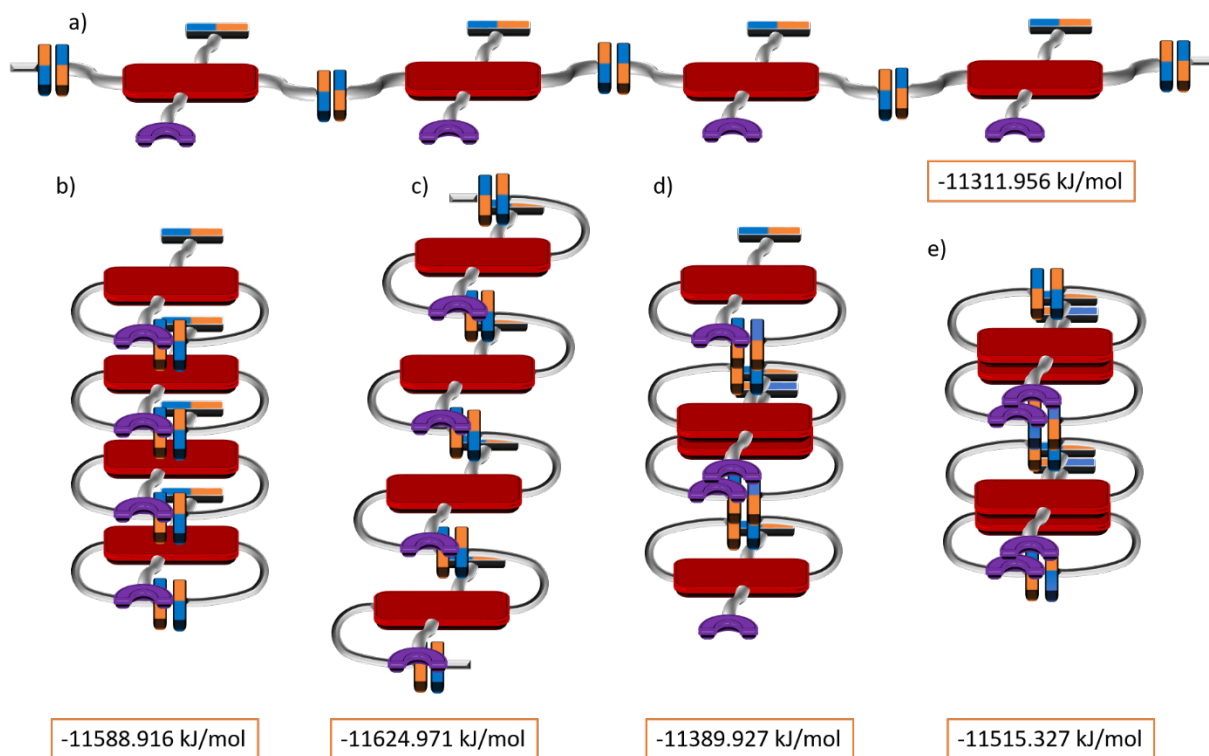 a)
-11311.956 kJ/mol
b)
c)
d)
e)
-11588.916 kJ/mol
-11624.971 kJ/mol
-11389.927 kJ/mol
-11515.327 kJ/mol